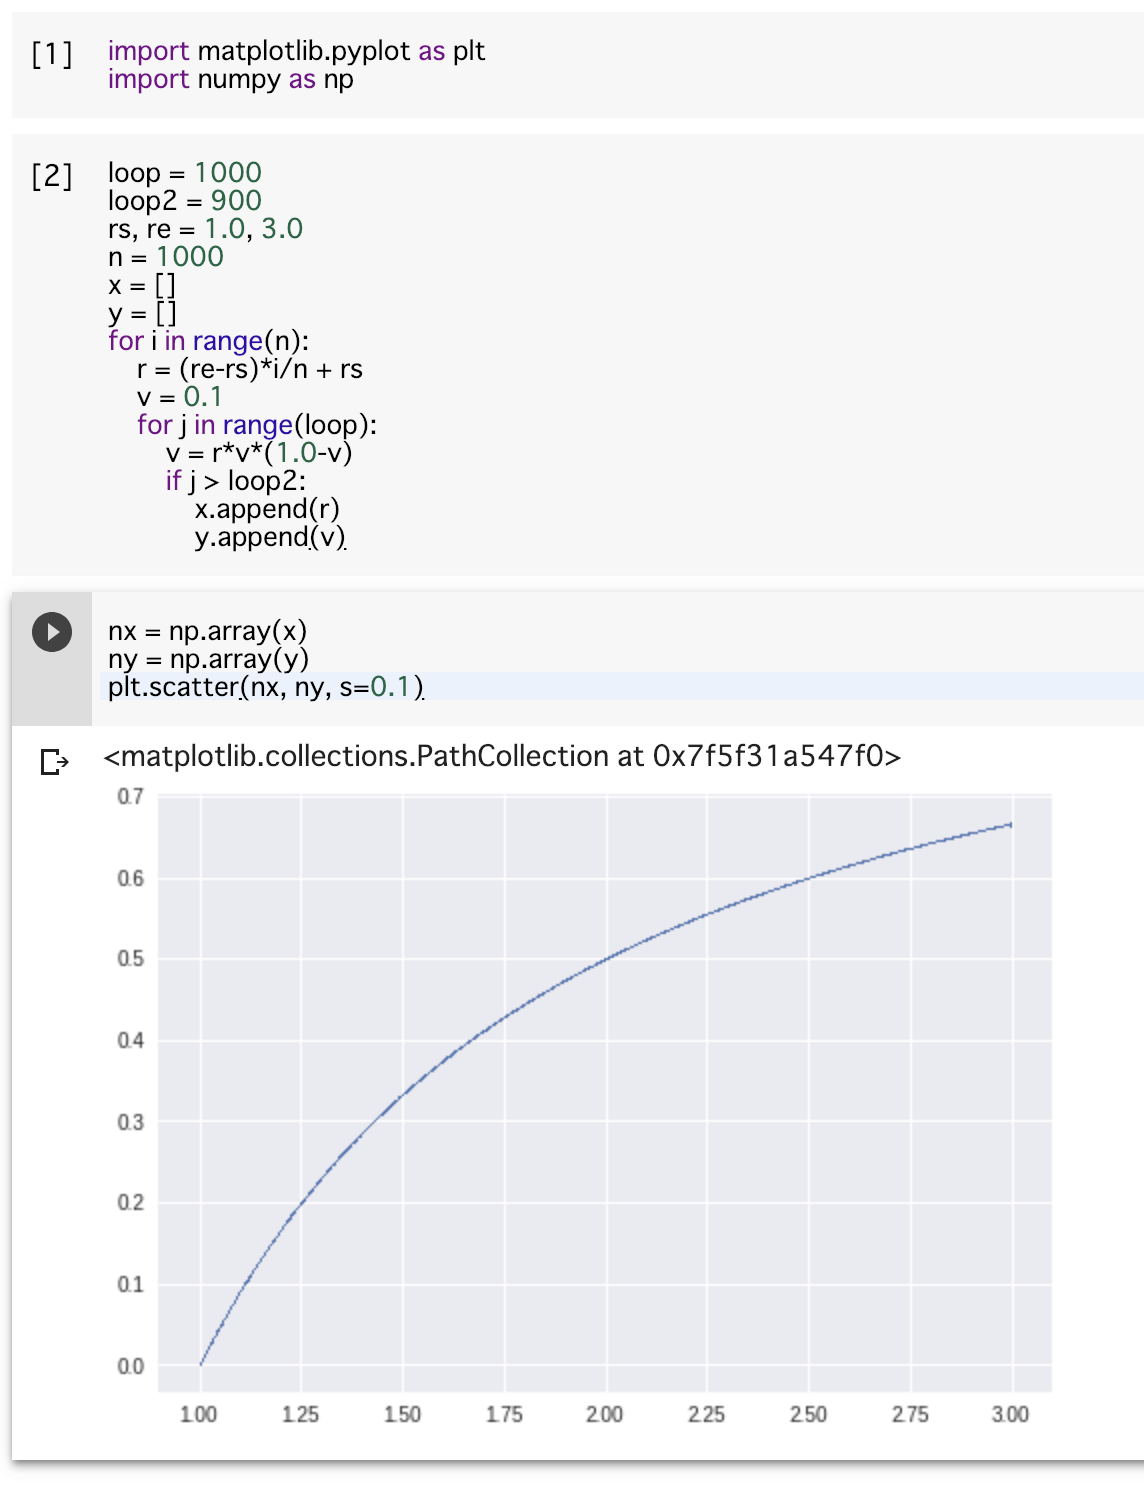 [1] import matplotlib.pyplot as plt
import numpy as np
[2] loop = 1000
loop2 = 900
rs, re = 1.0, 3.0
n = 1000
x = []
y = []
for i in range(n):
    r = (re-rs)*i/n + rs
    v = 0.1
    for j in range(loop):
        v = r*v*(1.0-v)
        if j > loop2:
            x.append(r)
            y.append(v)
nx = np.array(x)
ny = np.array(y)
plt.scatter(nx, ny, s=0.1)
<matplotlib.collections.PathCollection at 0x7f5f31a547f0>
0.7
0.6
0.5
0.4
0.3
0.2
0.1
0.0
1.00 1.25 1.50 1.75 2.00 2.25 2.50 2.75 3.00